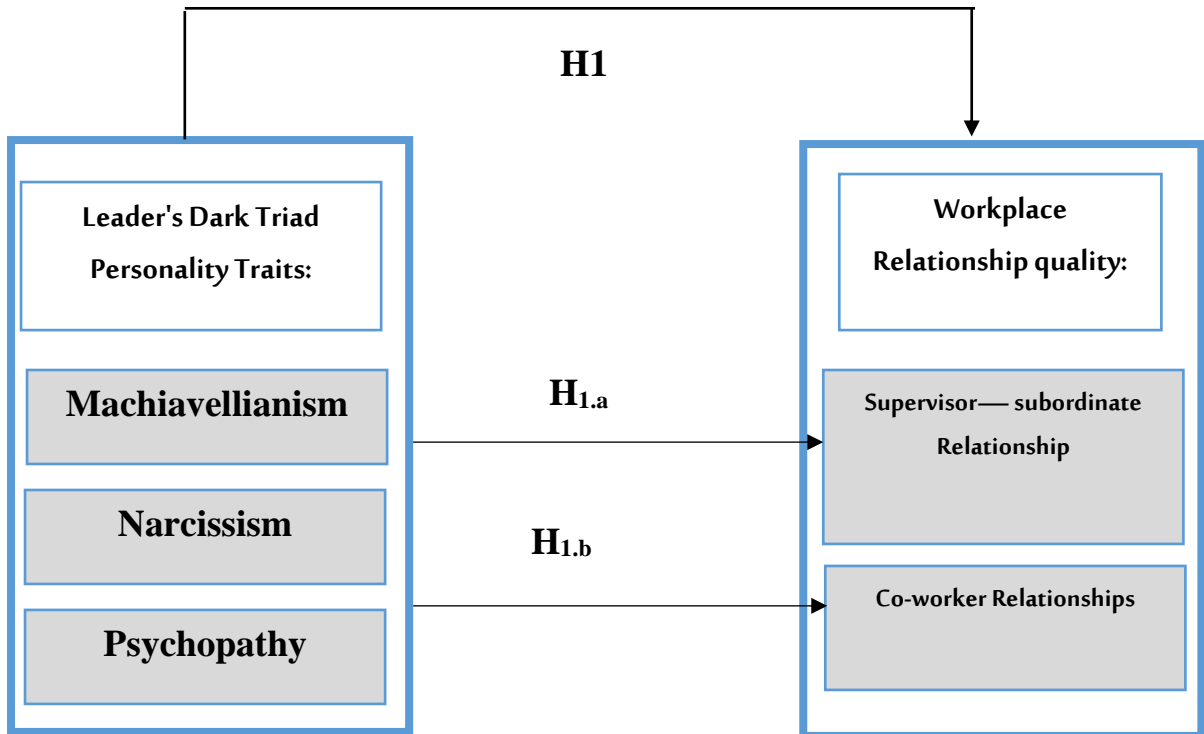 H1
Leader's Dark Triad
Personality Traits:
Machiavellianism
Narcissism
Psychopathy
H1.a
H1.b
Workplace
Relationship quality:
Supervisor— subordinate
Relationship
Co-worker Relationships